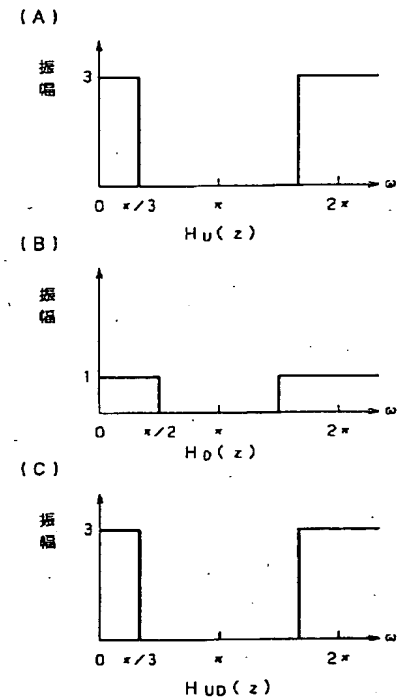 (A)
振幅
3
0 π/3 π 2π ω
H U ( z )
(B)
振幅
1
0 π/2 π 2π ω
H D ( z )
(C)
振幅
3
0 π/3 π 2π ω
H UD ( z )